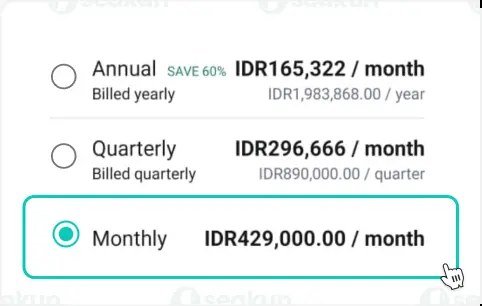 Annual SAVE 60% IDR165,322 / month
Billed yearly IDR1,983,868.00 / year
Quarterly IDR296,666 / month
Billed quarterly IDR890,000.00 / quarter
Monthly IDR429,000.00 / month